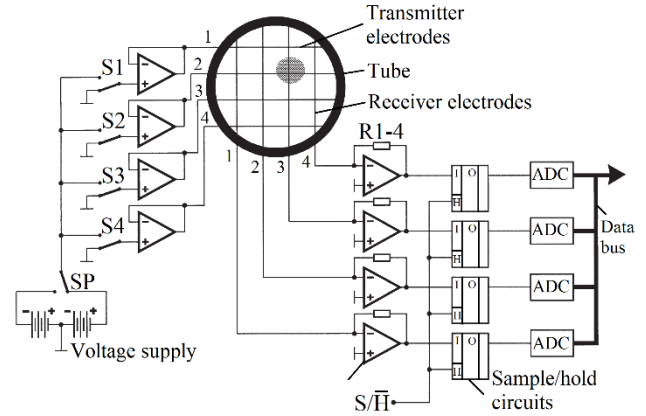 Transmitter
electrodes
1
S1
2
Tube
3
Receiver electrodes
S2
4
R1-4
1
2
3
4
S3
I
O
H
ADC
S4
I
O
H
ADC
Data
bus
SP
I
O
H
ADC
- + - +
I
O
H
ADC
Voltage supply
Sample/hold
circuits
S/H̅
- +
- +
- +
- +
- +
- +
- +
- +